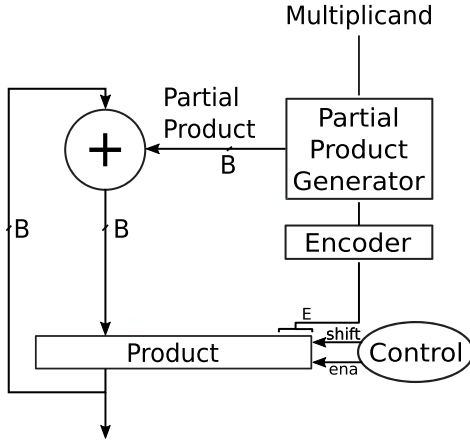 Multiplicand
Partial
Product
B
Partial
Product
Generator
+
B
B
Encoder
E
shift
Product
ena
Control